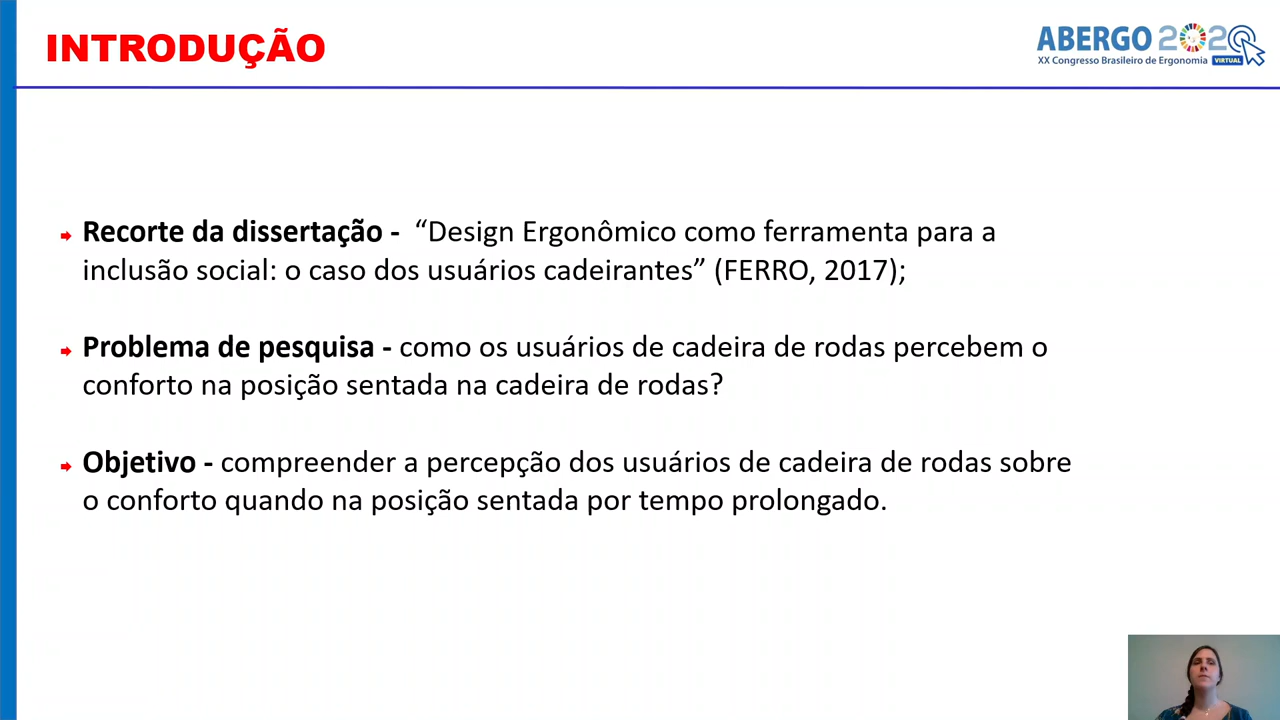 INTRODUÇÃO
ABERGO 2020
XX Congresso Brasileiro de Ergonomia VIRTUAL
Recorte da dissertação - “Design Ergonômico como ferramenta para a
inclusão social: o caso dos usuários cadeirantes” (FERRO, 2017);
Problema de pesquisa - como os usuários de cadeira de rodas percebem o
conforto na posição sentada na cadeira de rodas?
Objetivo - compreender a percepção dos usuários de cadeira de rodas sobre
o conforto quando na posição sentada por tempo prolongado.